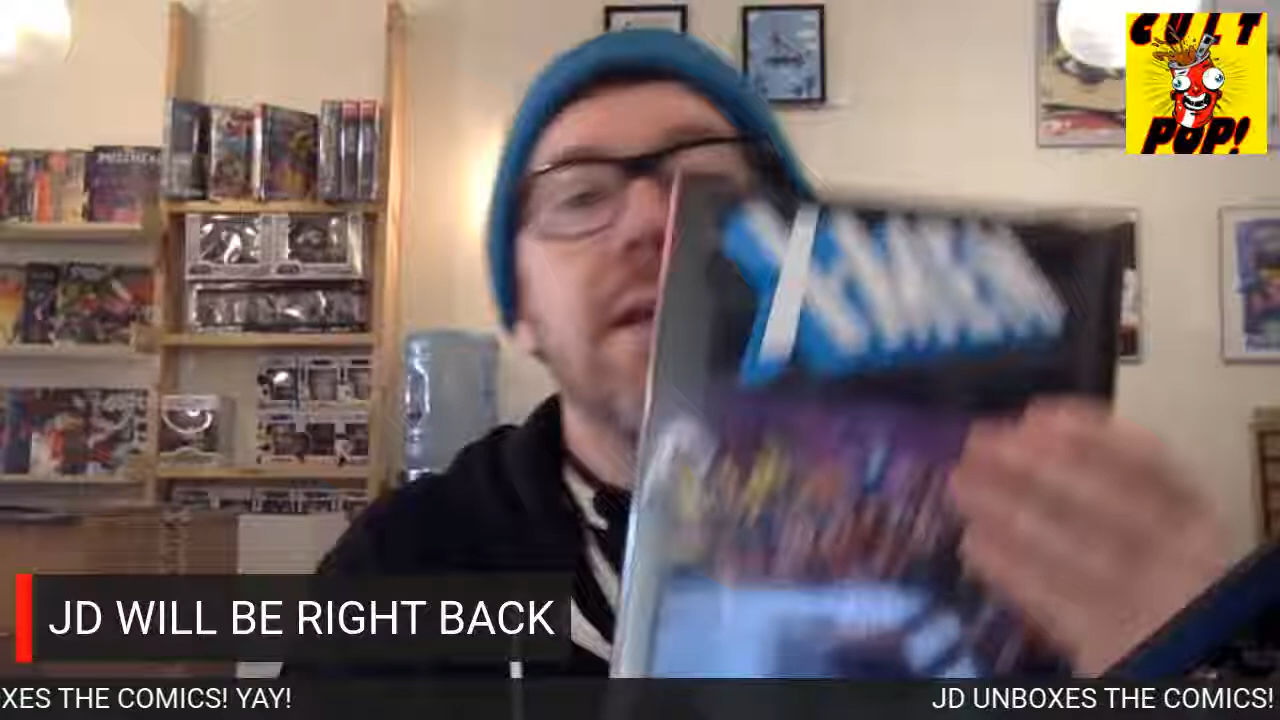 CULT
POP!
X-MEN
JD WILL BE RIGHT BACK
XES THE COMICS! YAY!
JD UNBOXES THE COMICS!